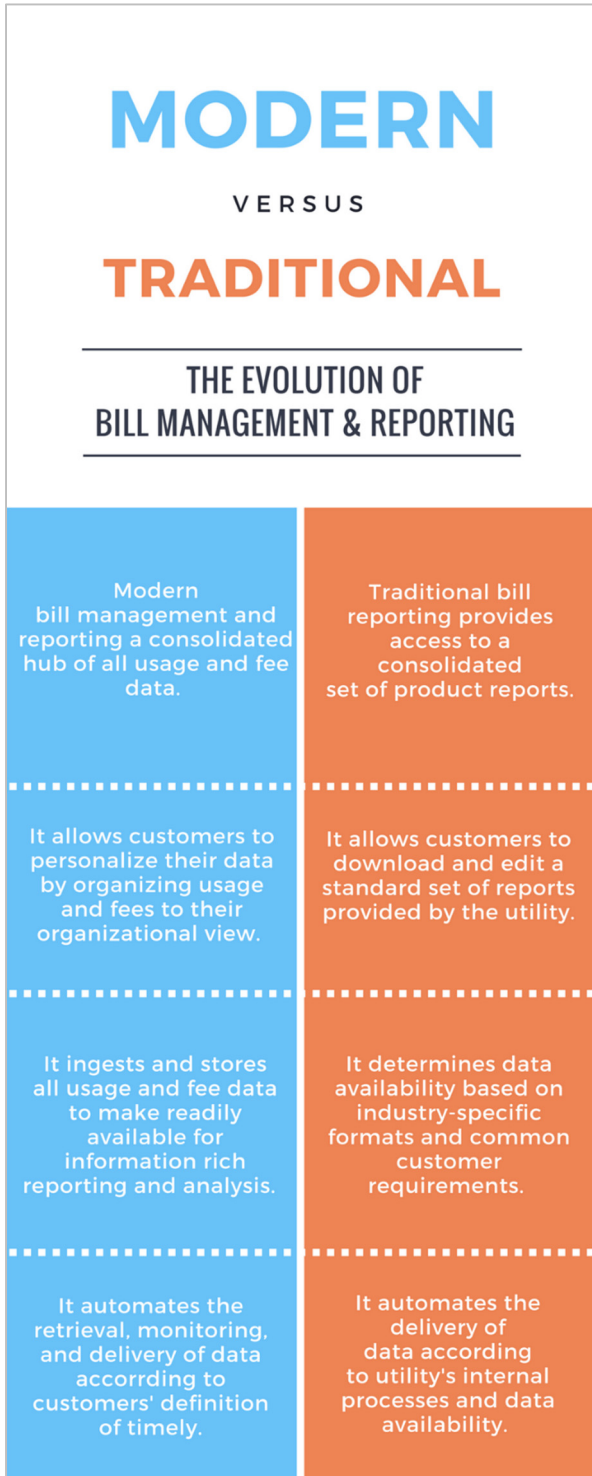 MODERN
VERSUS
TRADITIONAL
THE EVOLUTION OF
BILL MANAGEMENT & REPORTING
Modern
bill management and
reporting a consolidated
hub of all usage and fee
data.
Traditional bill
reporting provides
access to a
consolidated
set of product reports.
It allows customers to
personalize their data
by organizing usage
and fees to their
organizational view.
It allows customers to
download and edit a
standard set of reports
provided by the utility.
It ingests and stores
all usage and fee data
to make readily
available for
information rich
reporting and analysis.
It determines data
availability based on
industry-specific
formats and common
customer
requirements.
It automates the
retrieval, monitoring,
and delivery of data
accorrding to
customers' definition
of timely.
It automates the
delivery of
data according
to utility's internal
processes and data
availability.